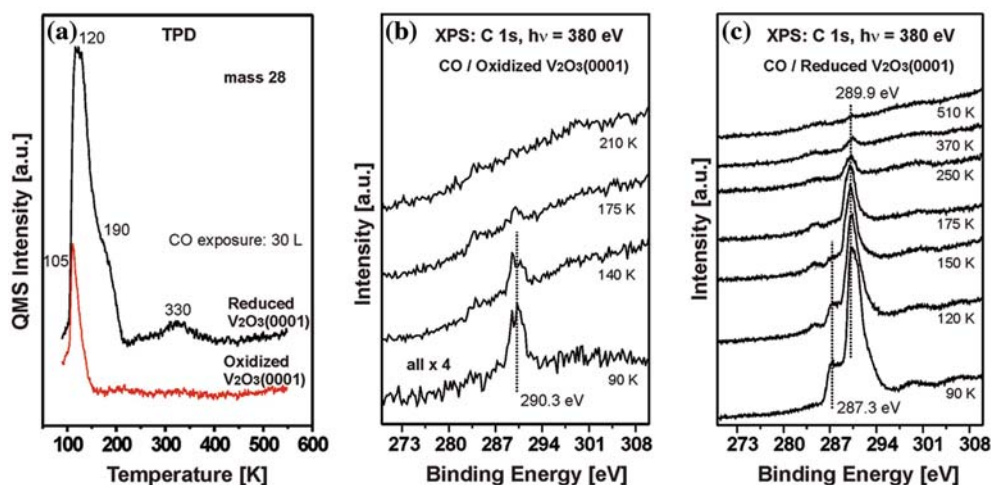 (a)
TPD
120
mass 28
190
CO exposure: 30 L
105
330
Reduced
V2O3(0001)
Oxidized
V2O3(0001)
QMS Intensity [a.u.]
100 200 300 400 500 600
Temperature [K]
(b)
XPS: C 1s, hν = 380 eV
CO / Oxidized V2O3(0001)
210 K
175 K
140 K
all x 4
90 K
290.3 eV
Intensity [a.u.]
273 280 287 294 301 308
Binding Energy [eV]
(c)
XPS: C 1s, hν = 380 eV
CO / Reduced V2O3(0001)
289.9 eV
510 K
370 K
250 K
175 K
150 K
120 K
287.3 eV
90 K
Intensity [a.u.]
273 280 287 294 301 308
Binding Energy [eV]